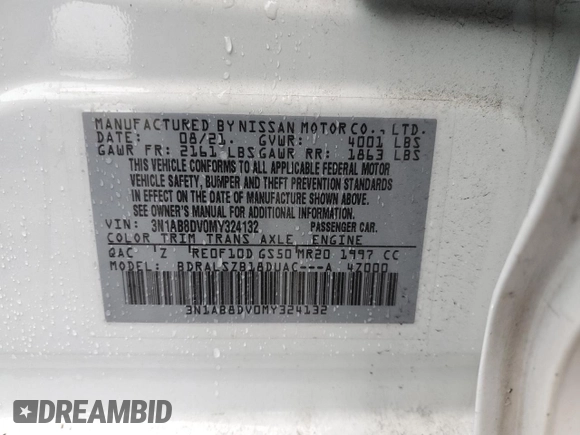 MANUFACTURED BY NISSAN MOTOR CO., LTD.
DATE: 08/21. GVWR: 4001 LBS
GAWR FR: 2161 LBS GAWR RR: 1863 LBS
THIS VEHICLE CONFORMS TO ALL APPLICABLE FEDERAL MOTOR
VEHICLE SAFETY, BUMPER AND THEFT PREVENTION STANDARDS
IN EFFECT ON THE DATE OF MANUFACTURE SHOWN ABOVE.
SEE OWNER'S MANUAL FOR ADDITIONAL INFORMATION.
VIN: 3N1AB8DV0MY324132 PASSENGER CAR.
COLOR TRIM TRANS AXLE ENGINE
QAC Z RE0F10D GS50 MR20 1997 CC
MODEL: BDRALSZB18DUAC---A 47000
3N1AB8DV0MY324132
DREAMBID